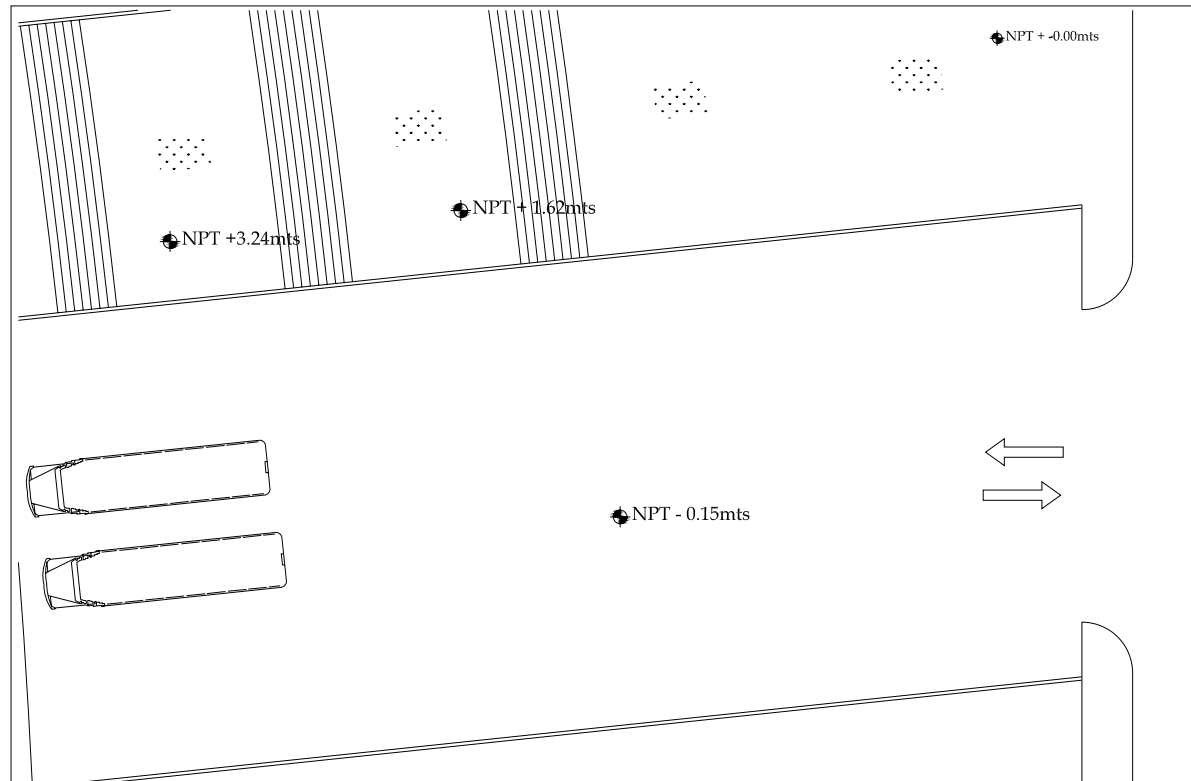 NPT + -0.00mts
NPT + 1.62mts
NPT +3.24mts
NPT - 0.15mts